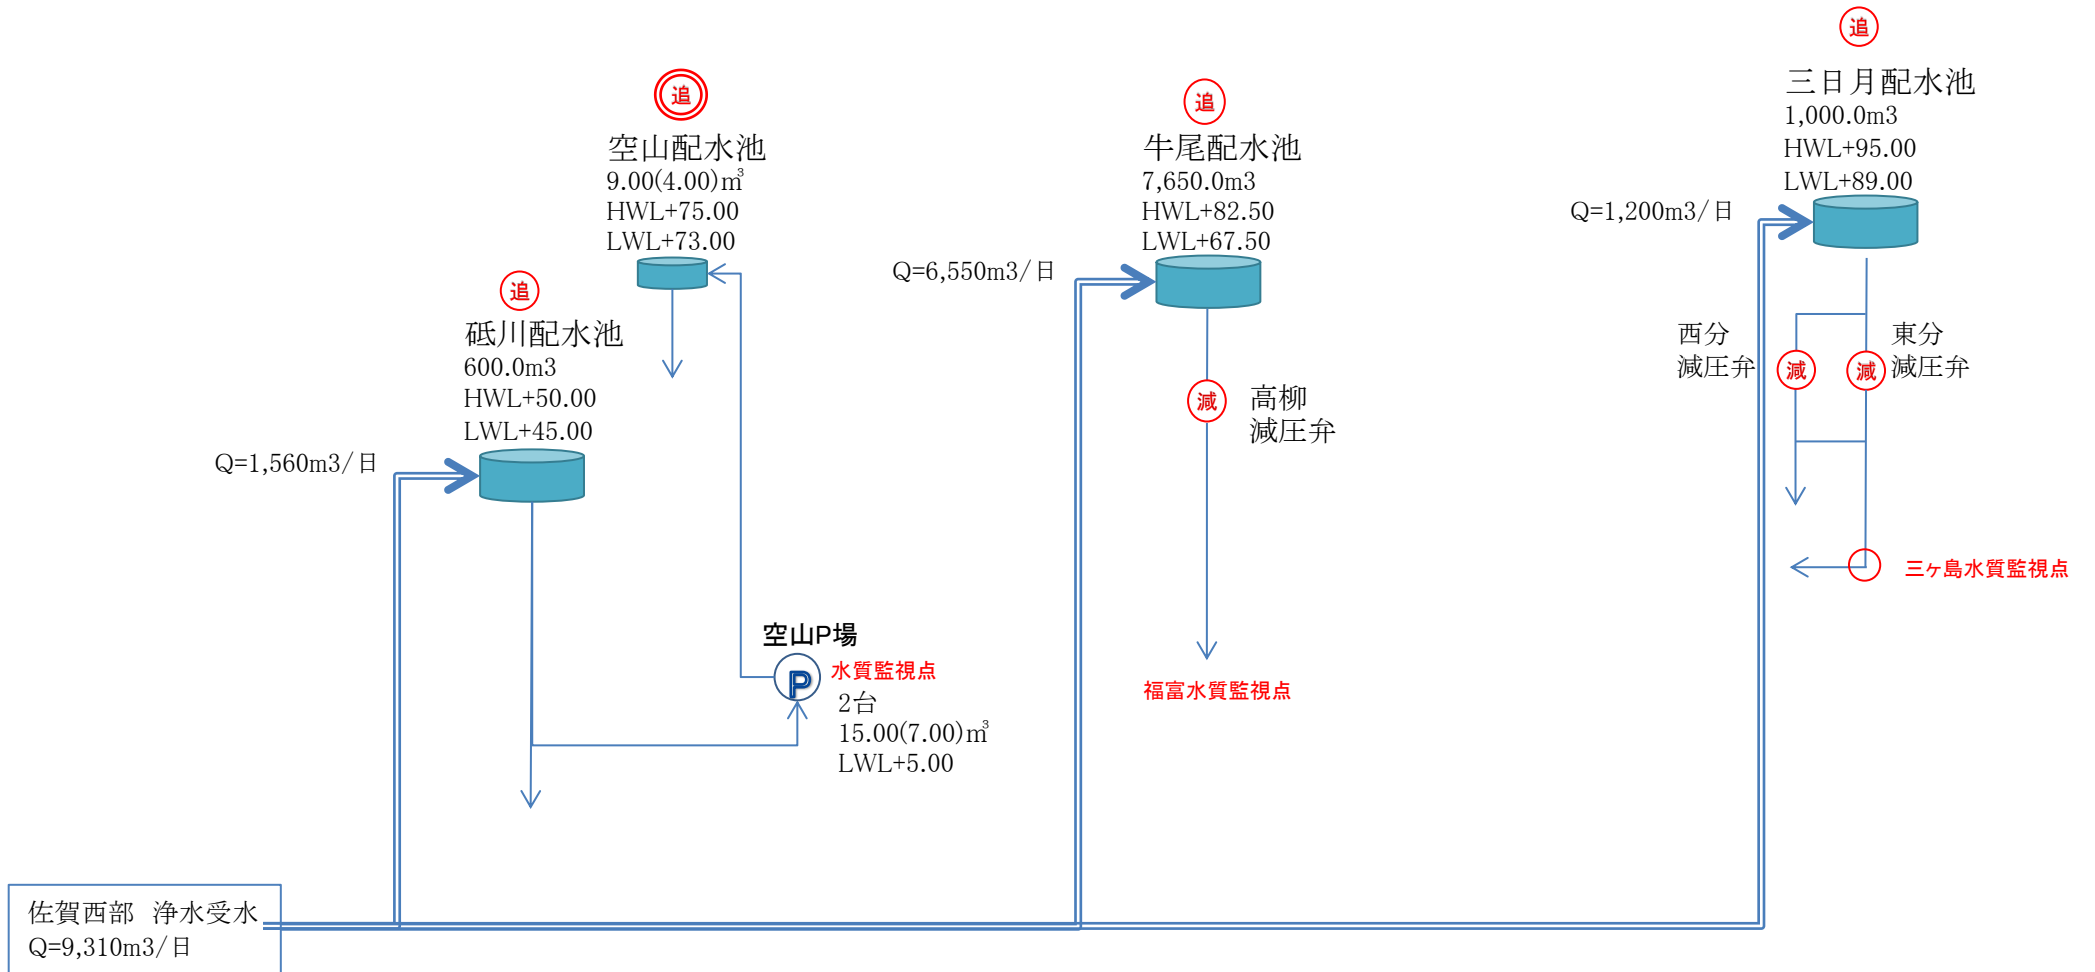 追
三日月配水池
1,000.0m3
HWL+95.00
LWL+89.00
Q=1,200m3/日
追
空山配水池
9.00(4.00)㎥
HWL+75.00
LWL+73.00
追
牛尾配水池
7,650.0m3
HWL+82.50
LWL+67.50
Q=6,550m3/日
追
砥川配水池
600.0m3
HWL+50.00
LWL+45.00
Q=1,560m3/日
西分
減圧弁
減
減
東分
減圧弁
減
高柳
減圧弁
三ヶ島水質監視点
空山P場
P
水質監視点
2台
15.00(7.00)㎥
LWL+5.00
福富水質監視点
佐賀西部 浄水受水
Q=9,310m3/日